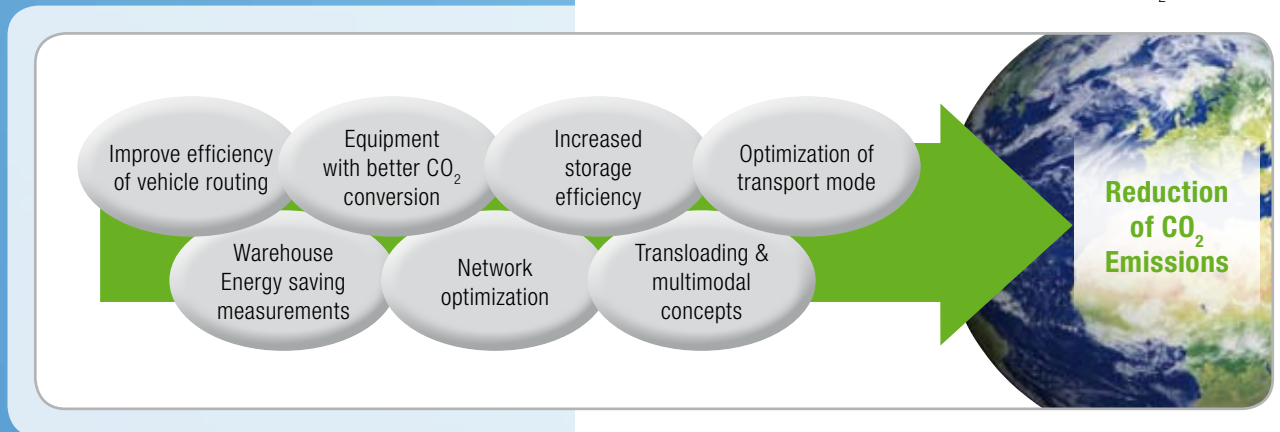 2
Improve efficiency
of vehicle routing
Equipment
with better CO2
conversion
Increased
storage
efficiency
Optimization of
transport mode
Warehouse
Energy saving
measurements
Network
optimization
Transloading &
multimodal
concepts
Reduction
of CO2
Emissions